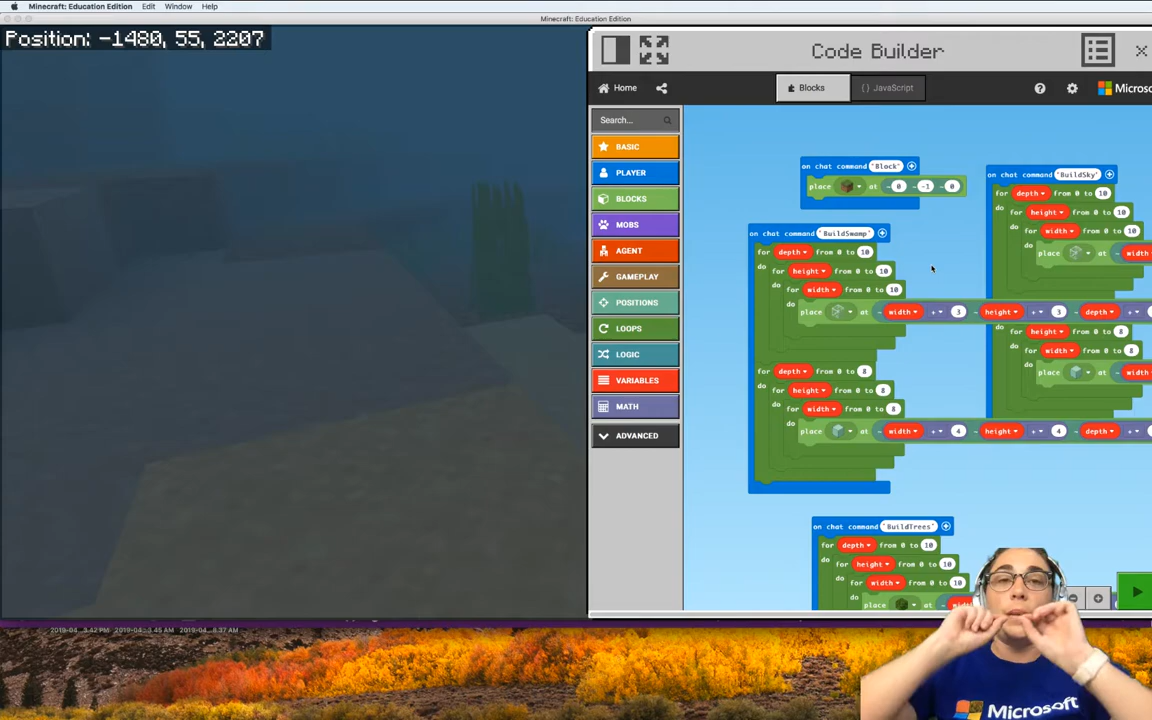 Minecraft: Education Edition Edit Window Help
Minecraft: Education Edition
Position: -1480, 55, 2207
Code Builder
Home
Blocks
{} JavaScript
Search...
BASIC
PLAYER
BLOCKS
MOBS
AGENT
GAMEPLAY
POSITIONS
LOOPS
LOGIC
VARIABLES
MATH
ADVANCED
on chat command "Block"
place at ~ 0 ~ -1 ~ 0
on chat command "BuildSwamp"
for depth from 0 to 10
do for height from 0 to 10
do for width from 0 to 10
do place at ~ width + 3 ~ height + 3 ~ depth +
for depth from 0 to 8
do for height from 0 to 8
do for width from 0 to 8
do place at ~ width + 4 ~ height + 4 ~ depth +
on chat command "BuildSky"
for depth from 0 to 10
do for height from 0 to 10
do for width from 0 to 10
do place at ~ width
do for height from 0 to 8
do for width from 0 to 8
do place at ~ width
on chat command "BuildTrees"
for depth from 0 to 10
do for height from 0 to 10
do for width from 0 to 10
do place at ~
Microsoft